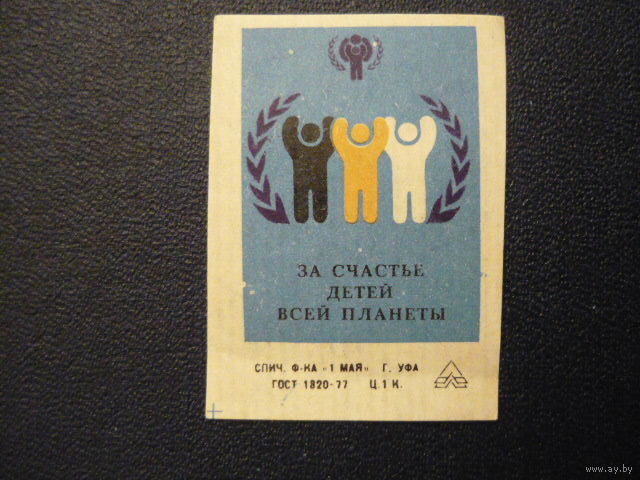 ЗА СЧАСТЬЕ
ДЕТЕЙ
ВСЕЙ ПЛАНЕТЫ
СПИЧ. Ф-КА «1 МАЯ» Г. УФА
ГОСТ 1820-77 Ц. 1 К.
www.ay.by